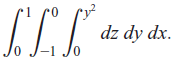 ∫₀¹ ∫₋₁⁰ ∫₀^{y²} dz dy dx.